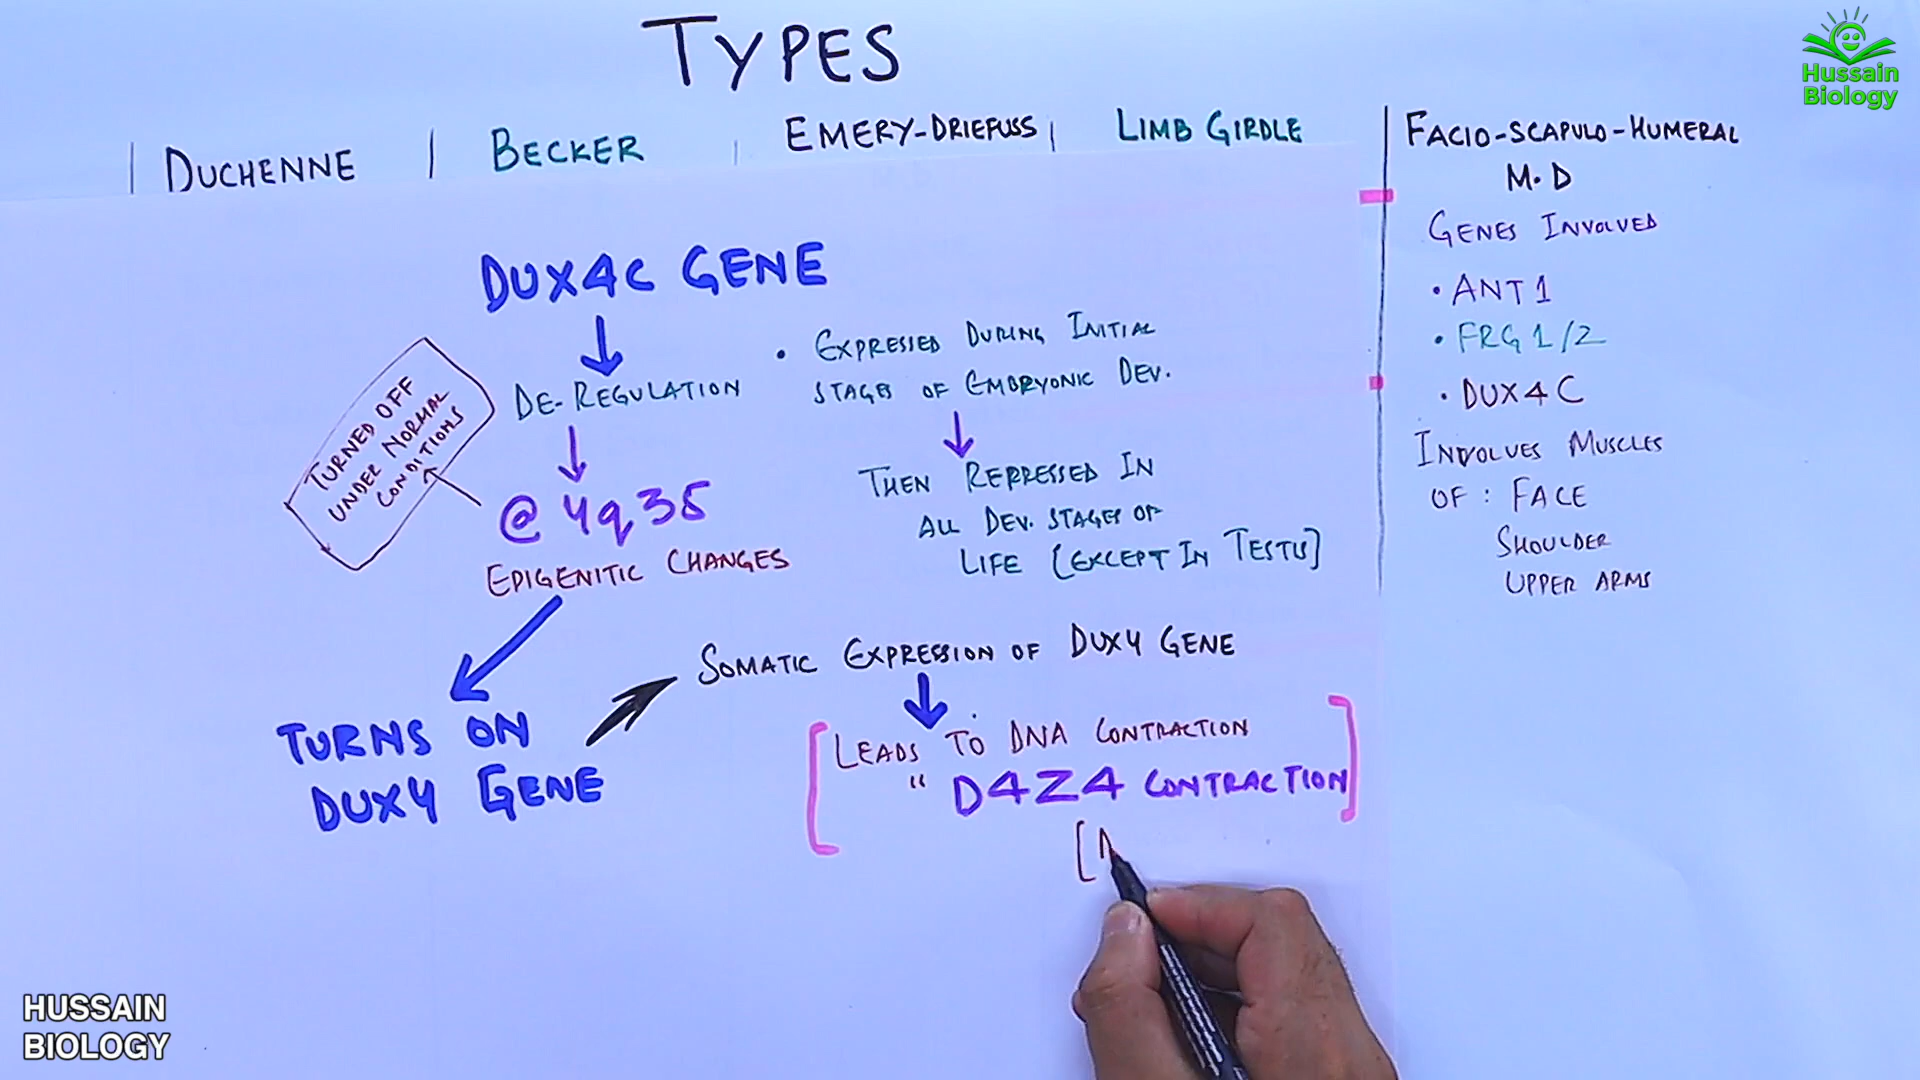 TYPES
Hussain
Biology
DUCHENNE
BECKER
EMERY-DRIEFUSS
LIMB GIRDLE
FACIO-SCAPULO-HUMERAL
M.D
GENES INVOLVED
• ANT 1
• FRG 1/2
• DUX4C
INVOLVES MUSCLES
OF : FACE
SHOULDER
UPPER ARMS
DUX4C GENE
DE-REGULATION
@ 4q35
EPIGENITIC CHANGES
TURNED OFF
UNDER NORMAL
CONDITIONS
• EXPRESSED DURING INITIAL
STAGES OF EMBRYONIC DEV.
THEN REPRESSED IN
ALL DEV. STAGES OF
LIFE [EXCEPT IN TESTIS]
TURNS ON
DUX4 GENE
SOMATIC EXPRESSION OF DUX4 GENE
LEADS TO DNA CONTRACTION
" D4Z4 CONTRACTION
[
HUSSAIN
BIOLOGY